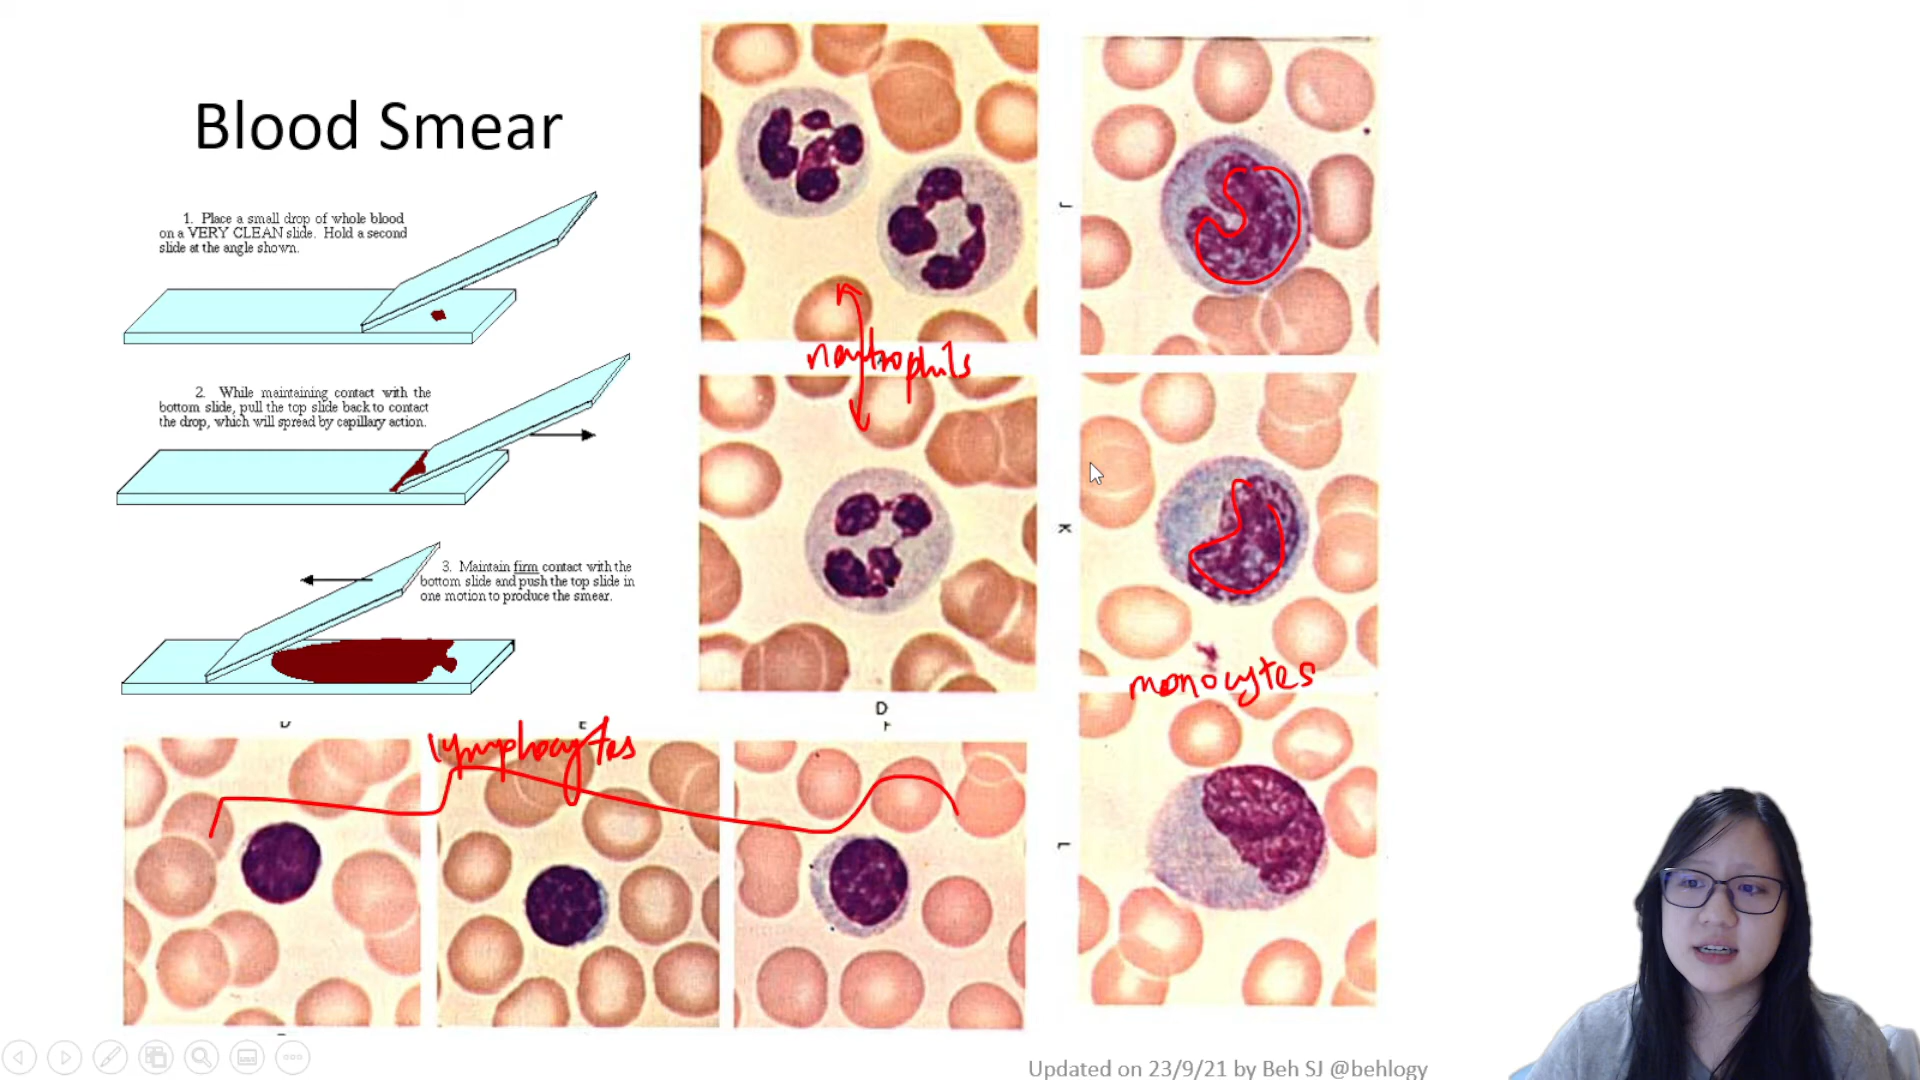 Blood Smear
1. Place a small drop of whole blood
on a VERY CLEAN slide. Hold a second
slide at the angle shown.
2. While maintaining contact with the
bottom slide, pull the top slide back to contact
the drop, which will spread by capillary action.
3. Maintain firm contact with the
bottom slide and push the top slide in
one motion to produce the smear.
neutrophils
D
J
K
monocytes
L
lymphocytes
Updated on 23/9/21 by Beh SJ @behlogy